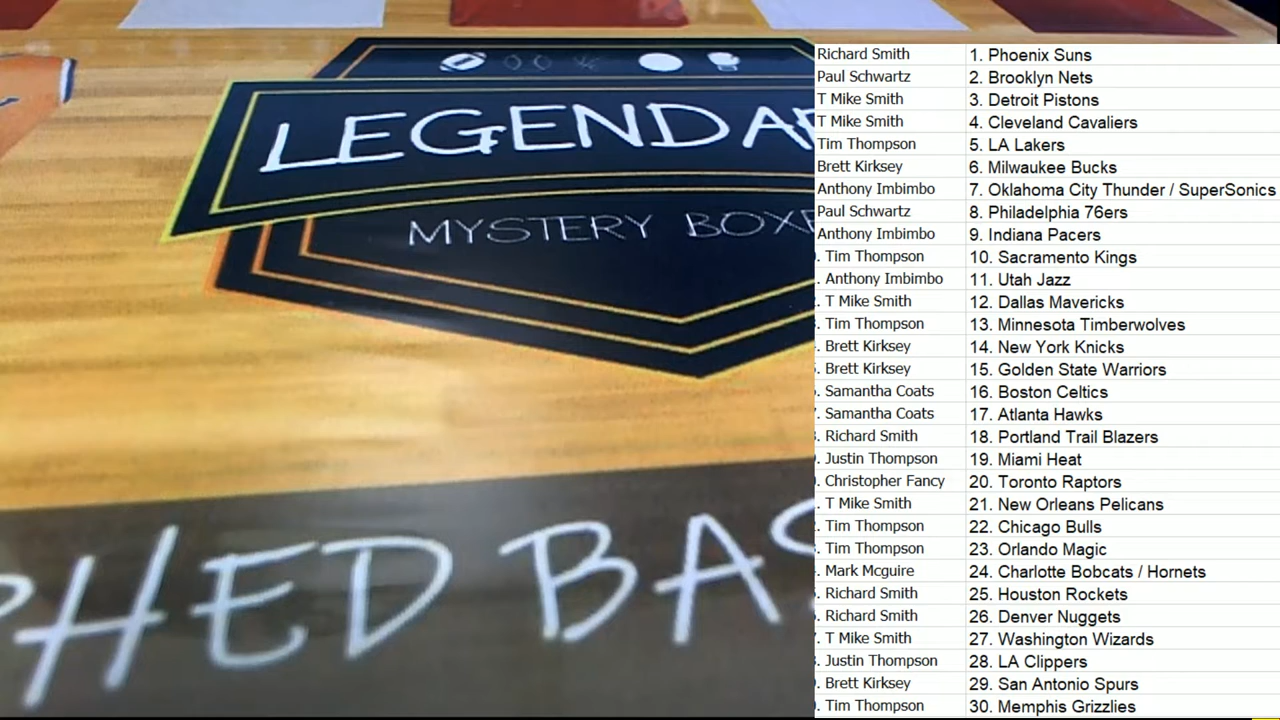 LEGENDA
MYSTERY BOXE
PHED BAS
Richard Smith 1. Phoenix Suns
Paul Schwartz 2. Brooklyn Nets
T Mike Smith 3. Detroit Pistons
T Mike Smith 4. Cleveland Cavaliers
Tim Thompson 5. LA Lakers
Brett Kirksey 6. Milwaukee Bucks
Anthony Imbimbo 7. Oklahoma City Thunder / SuperSonics
Paul Schwartz 8. Philadelphia 76ers
Anthony Imbimbo 9. Indiana Pacers
. Tim Thompson 10. Sacramento Kings
. Anthony Imbimbo 11. Utah Jazz
. T Mike Smith 12. Dallas Mavericks
. Tim Thompson 13. Minnesota Timberwolves
. Brett Kirksey 14. New York Knicks
. Brett Kirksey 15. Golden State Warriors
. Samantha Coats 16. Boston Celtics
. Samantha Coats 17. Atlanta Hawks
. Richard Smith 18. Portland Trail Blazers
. Justin Thompson 19. Miami Heat
. Christopher Fancy 20. Toronto Raptors
. T Mike Smith 21. New Orleans Pelicans
. Tim Thompson 22. Chicago Bulls
. Tim Thompson 23. Orlando Magic
. Mark Mcguire 24. Charlotte Bobcats / Hornets
. Richard Smith 25. Houston Rockets
. Richard Smith 26. Denver Nuggets
. T Mike Smith 27. Washington Wizards
. Justin Thompson 28. LA Clippers
. Brett Kirksey 29. San Antonio Spurs
. Tim Thompson 30. Memphis Grizzlies